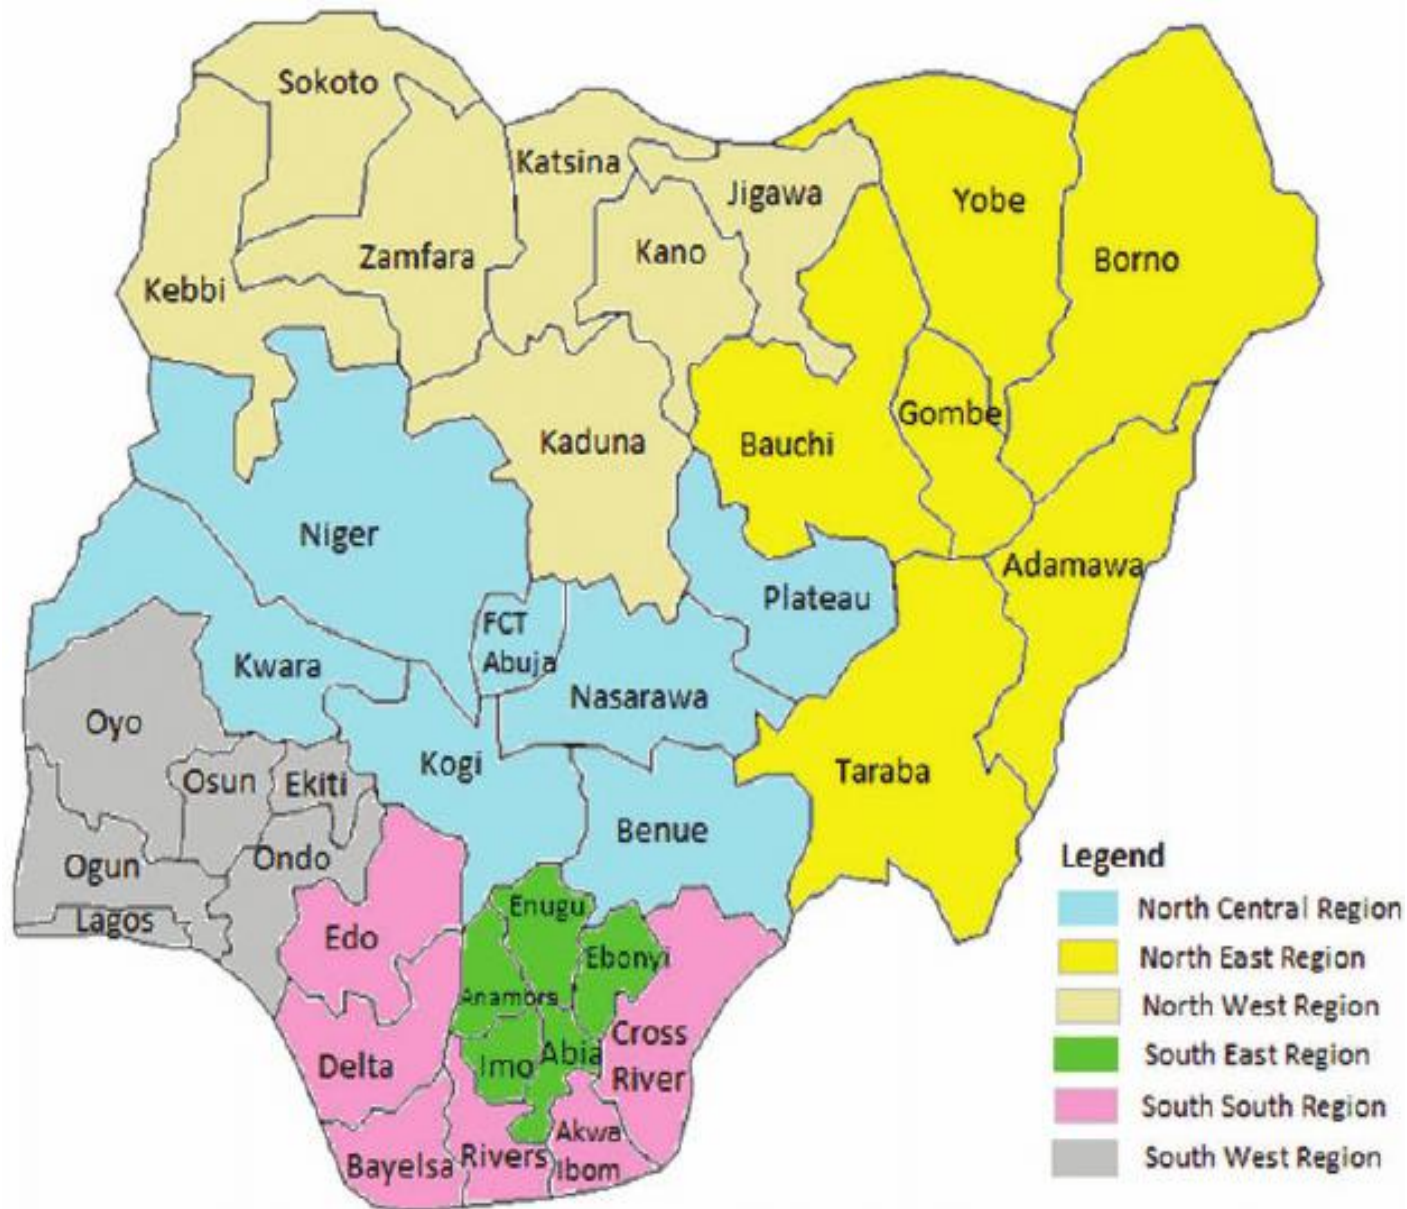 Sokoto
Katsina
Jigawa
Yobe
Zamfara
Kano
Borno
Kebbi
Gombe
Kaduna
Bauchi
Niger
Adamawa
Plateau
FCT
Abuja
Kwara
Nasarawa
Oyo
Kogi
Taraba
Osun
Ekiti
Benue
Ogun
Ondo
Lagos
Enugu
Edo
Ebonyi
Anambrs
Cross
River
Abia
Imo
Delta
Akwa
Ibom
Rivers
Bayelsa
Legend
North Central Region
North East Region
North West Region
South East Region
South South Region
South West Region